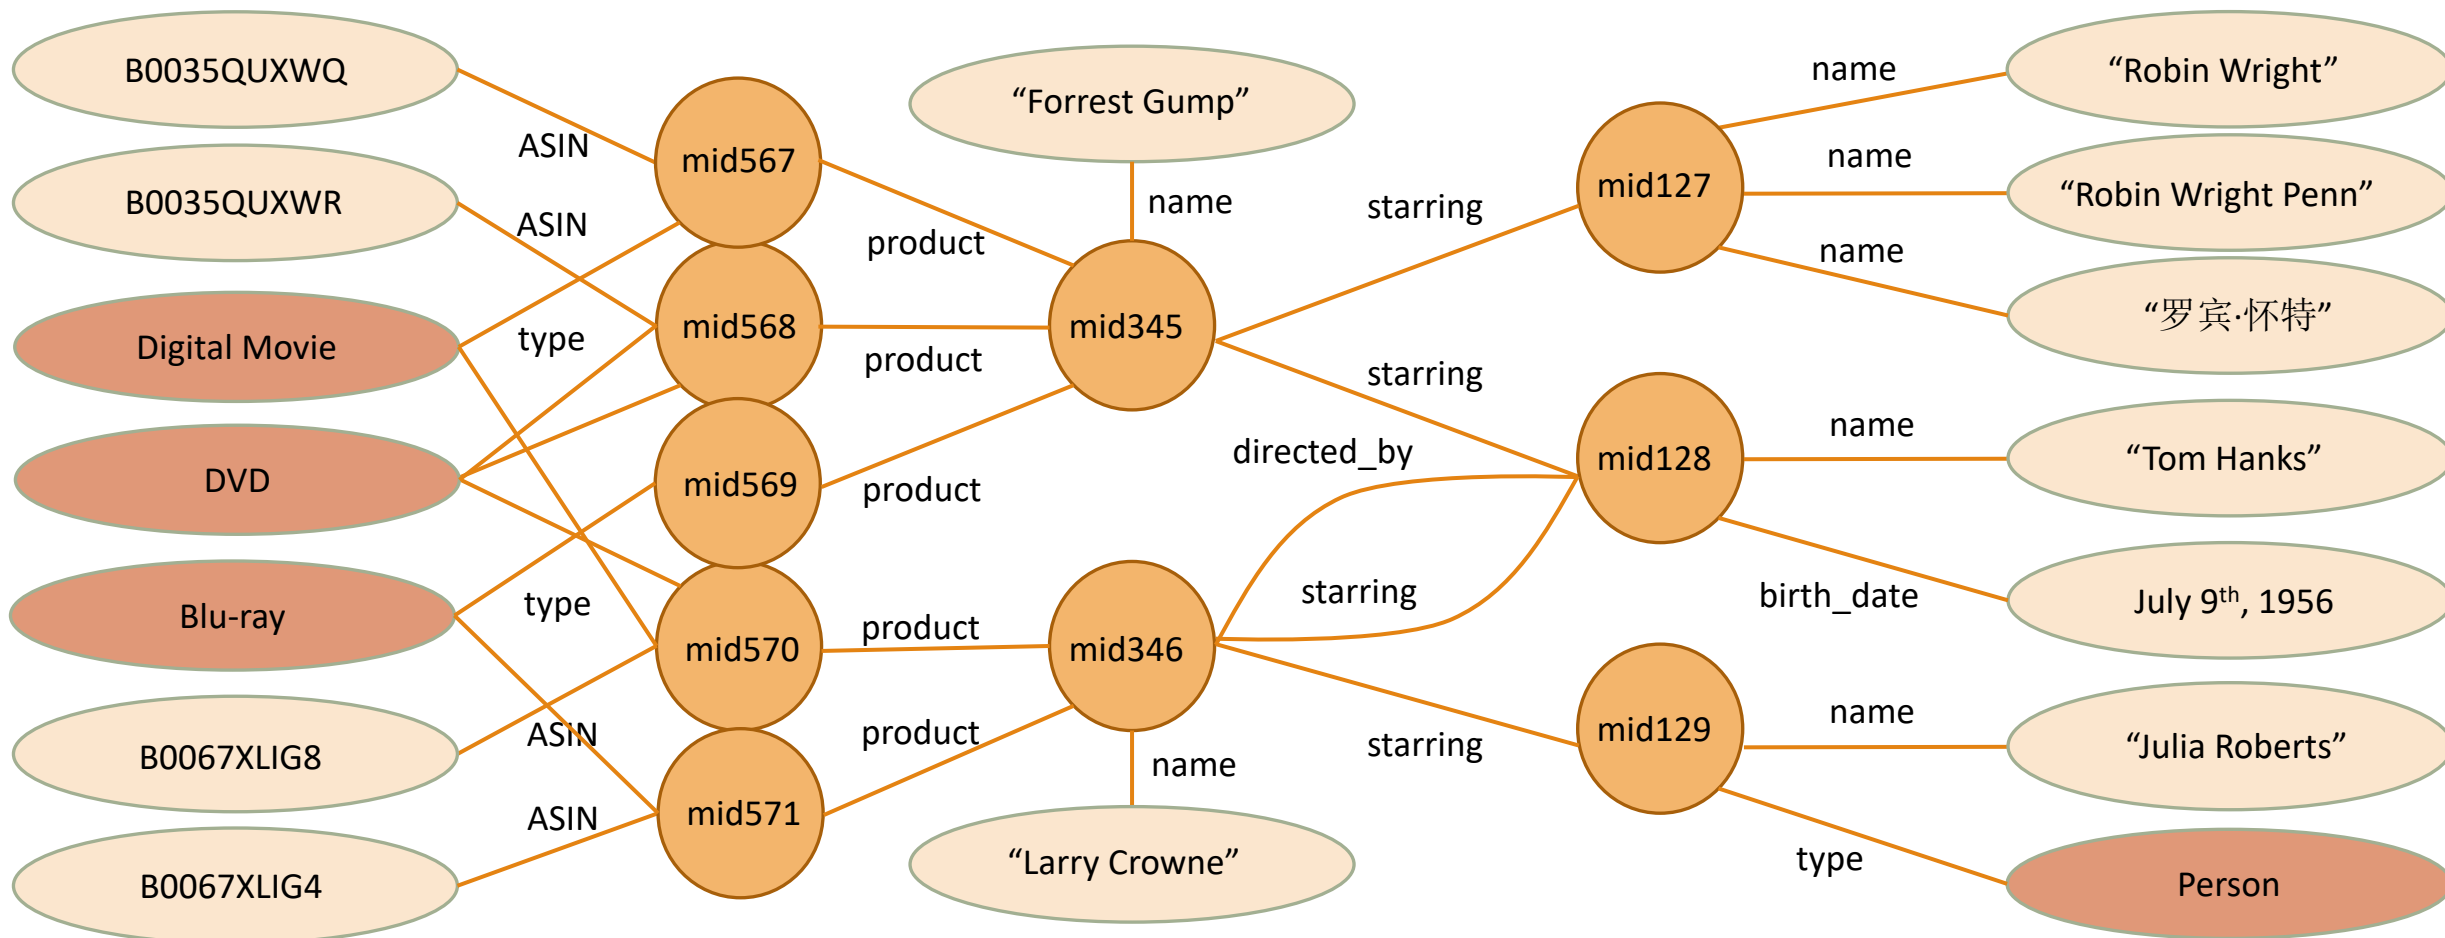 B0035QUXWQ
B0035QUXWR
Digital Movie
DVD
Blu-ray
B0067XLIG8
B0067XLIG4
ASIN
ASIN
type
type
ASIN
ASIN
mid567
mid568
mid569
mid570
mid571
product
product
product
product
product
“Forrest Gump”
name
mid345
mid346
name
“Larry Crowne”
starring
starring
directed_by
starring
starring
mid127
mid128
mid129
name
name
name
name
birth_date
name
type
“Robin Wright”
“Robin Wright Penn”
“罗宾·怀特”
“Tom Hanks”
July 9th, 1956
“Julia Roberts”
Person